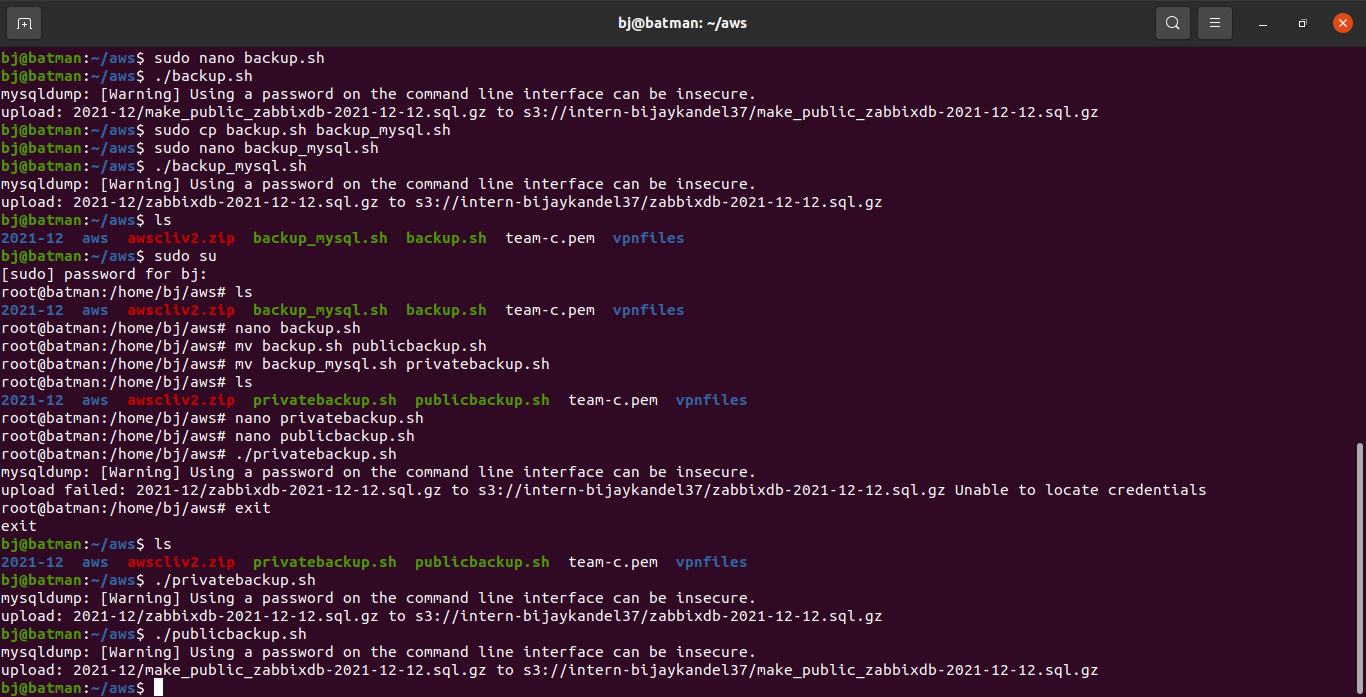 bj@batman: ~/aws
bj@batman:~/aws$ sudo nano backup.sh
bj@batman:~/aws$ ./backup.sh
mysqldump: [Warning] Using a password on the command line interface can be insecure.
upload: 2021-12/make_public_zabbixdb-2021-12-12.sql.gz to s3://intern-bijaykandel37/make_public_zabbixdb-2021-12-12.sql.gz
bj@batman:~/aws$ sudo cp backup.sh backup_mysql.sh
bj@batman:~/aws$ sudo nano backup_mysql.sh
bj@batman:~/aws$ ./backup_mysql.sh
mysqldump: [Warning] Using a password on the command line interface can be insecure.
upload: 2021-12/zabbixdb-2021-12-12.sql.gz to s3://intern-bijaykandel37/zabbixdb-2021-12-12.sql.gz
bj@batman:~/aws$ ls
2021-12  aws  awscliv2.zip  backup_mysql.sh  backup.sh  team-c.pem  vpnfiles
bj@batman:~/aws$ sudo su
[sudo] password for bj:
root@batman:/home/bj/aws# ls
2021-12  aws  awscliv2.zip  backup_mysql.sh  backup.sh  team-c.pem  vpnfiles
root@batman:/home/bj/aws# nano backup.sh
root@batman:/home/bj/aws# mv backup.sh publicbackup.sh
root@batman:/home/bj/aws# mv backup_mysql.sh privatebackup.sh
root@batman:/home/bj/aws# ls
2021-12  aws  awscliv2.zip  privatebackup.sh  publicbackup.sh  team-c.pem  vpnfiles
root@batman:/home/bj/aws# nano privatebackup.sh
root@batman:/home/bj/aws# nano publicbackup.sh
root@batman:/home/bj/aws# ./privatebackup.sh
mysqldump: [Warning] Using a password on the command line interface can be insecure.
upload failed: 2021-12/zabbixdb-2021-12-12.sql.gz to s3://intern-bijaykandel37/zabbixdb-2021-12-12.sql.gz Unable to locate credentials
root@batman:/home/bj/aws# exit
exit
bj@batman:~/aws$ ls
2021-12  aws  awscliv2.zip  privatebackup.sh  publicbackup.sh  team-c.pem  vpnfiles
bj@batman:~/aws$ ./privatebackup.sh
mysqldump: [Warning] Using a password on the command line interface can be insecure.
upload: 2021-12/zabbixdb-2021-12-12.sql.gz to s3://intern-bijaykandel37/zabbixdb-2021-12-12.sql.gz
bj@batman:~/aws$ ./publicbackup.sh
mysqldump: [Warning] Using a password on the command line interface can be insecure.
upload: 2021-12/make_public_zabbixdb-2021-12-12.sql.gz to s3://intern-bijaykandel37/make_public_zabbixdb-2021-12-12.sql.gz
bj@batman:~/aws$